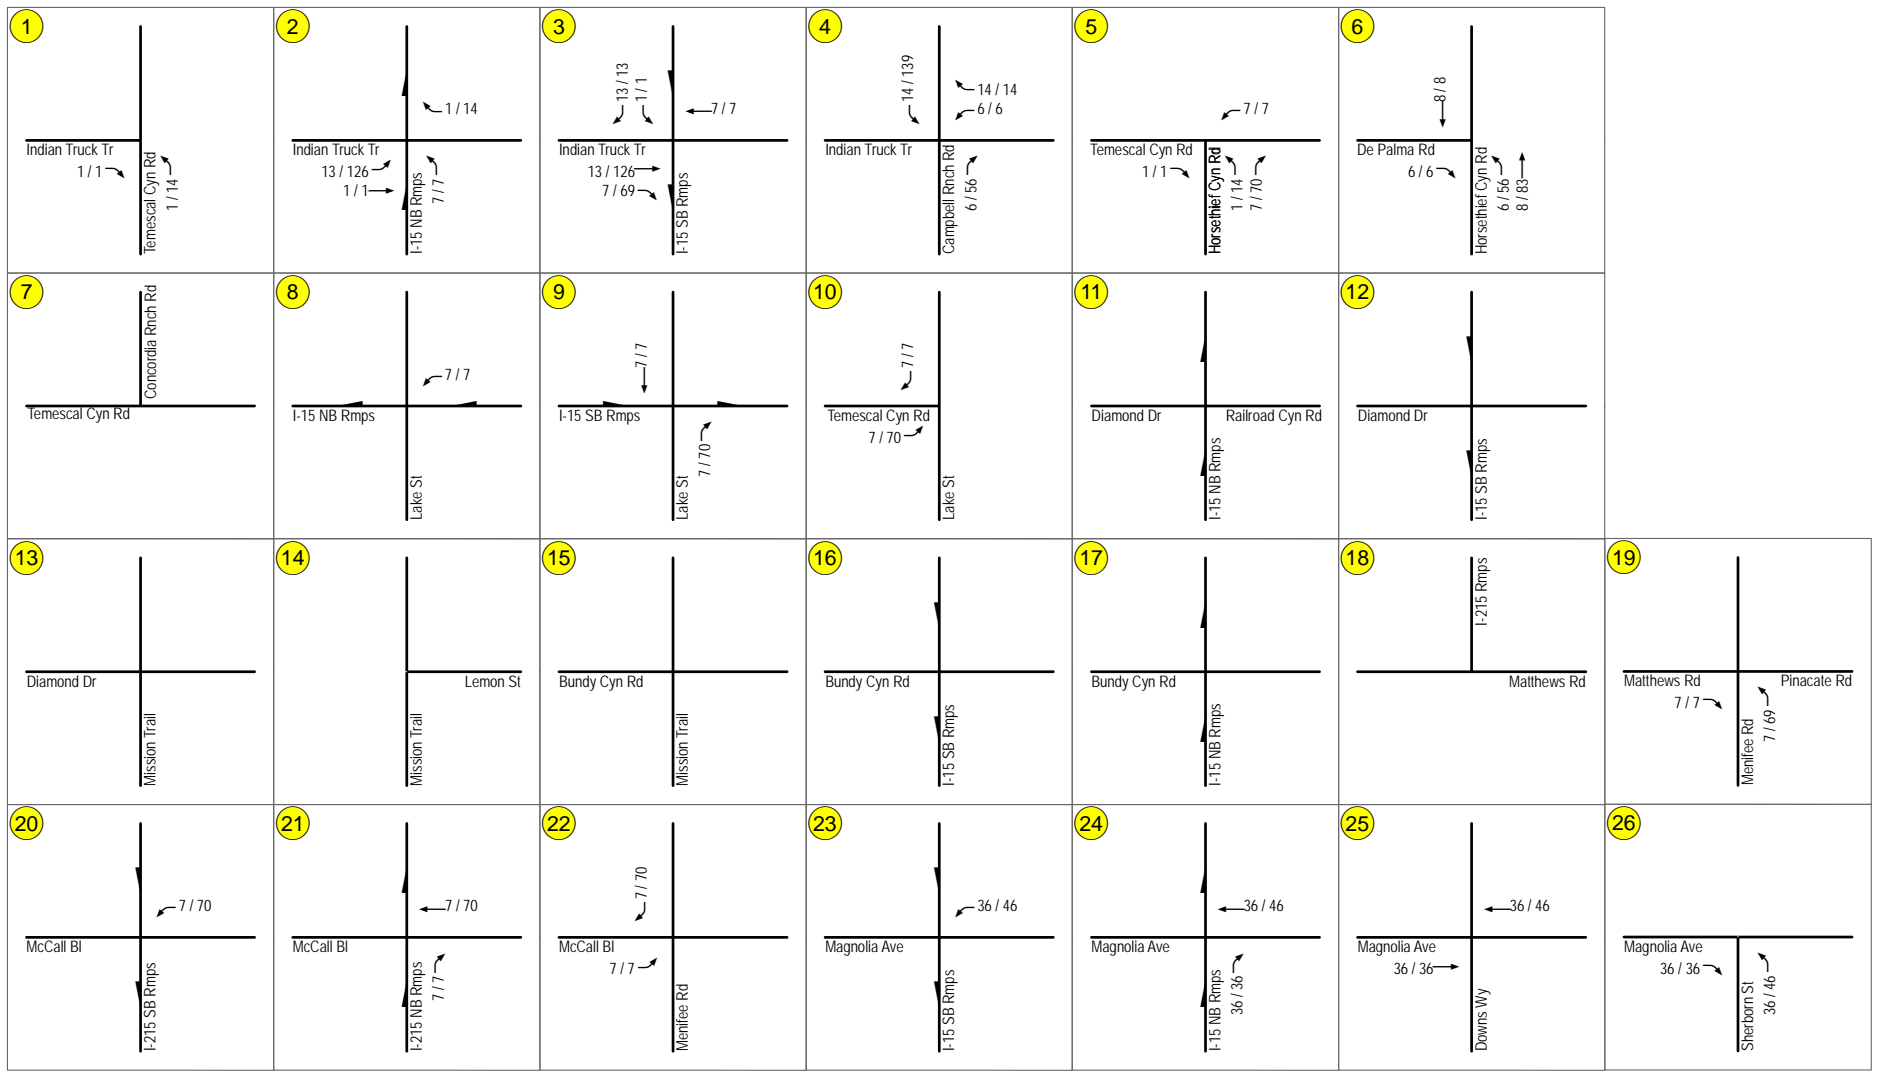 1
Indian Truck Tr
1 / 1
Temescal Cyn Rd
1 / 14
2
1 / 14
Indian Truck Tr
13 / 126
1 / 1
I-15 NB Rmps
7 / 7
3
13 / 13
1 / 1
7 / 7
Indian Truck Tr
13 / 126
7 / 69
I-15 SB Rmps
4
14 / 139
14 / 14
6 / 6
Indian Truck Tr
Campbell Rnch Rd
6 / 56
5
7 / 7
Temescal Cyn Rd
1 / 1
Horsethief Cyn Rd
1 / 14
7 / 70
6
8 / 8
De Palma Rd
6 / 6
Horsethief Cyn Rd
6 / 56
8 / 83
7
Concordia Rnch Rd
Temescal Cyn Rd
8
7 / 7
I-15 NB Rmps
Lake St
9
7 / 7
I-15 SB Rmps
Lake St
7 / 70
10
7 / 7
Temescal Cyn Rd
7 / 70
Lake St
11
Diamond Dr
Railroad Cyn Rd
I-15 NB Rmps
12
Diamond Dr
I-15 SB Rmps
13
Diamond Dr
Mission Trail
14
Lemon St
Mission Trail
15
Bundy Cyn Rd
Mission Trail
16
Bundy Cyn Rd
I-15 SB Rmps
17
Bundy Cyn Rd
I-15 NB Rmps
18
I-215 Rmps
Matthews Rd
19
Matthews Rd
Pinacate Rd
7 / 7
Menifee Rd
7 / 69
20
7 / 70
McCall Bl
I-215 SB Rmps
21
7 / 70
McCall Bl
I-215 NB Rmps
7 / 7
22
7 / 70
McCall Bl
7 / 7
Menifee Rd
23
36 / 46
Magnolia Ave
I-15 SB Rmps
24
36 / 46
Magnolia Ave
I-15 NB Rmps
36 / 36
25
36 / 46
Magnolia Ave
36 / 36
Downs Wy
26
Magnolia Ave
36 / 36
Sherborn St
36 / 46